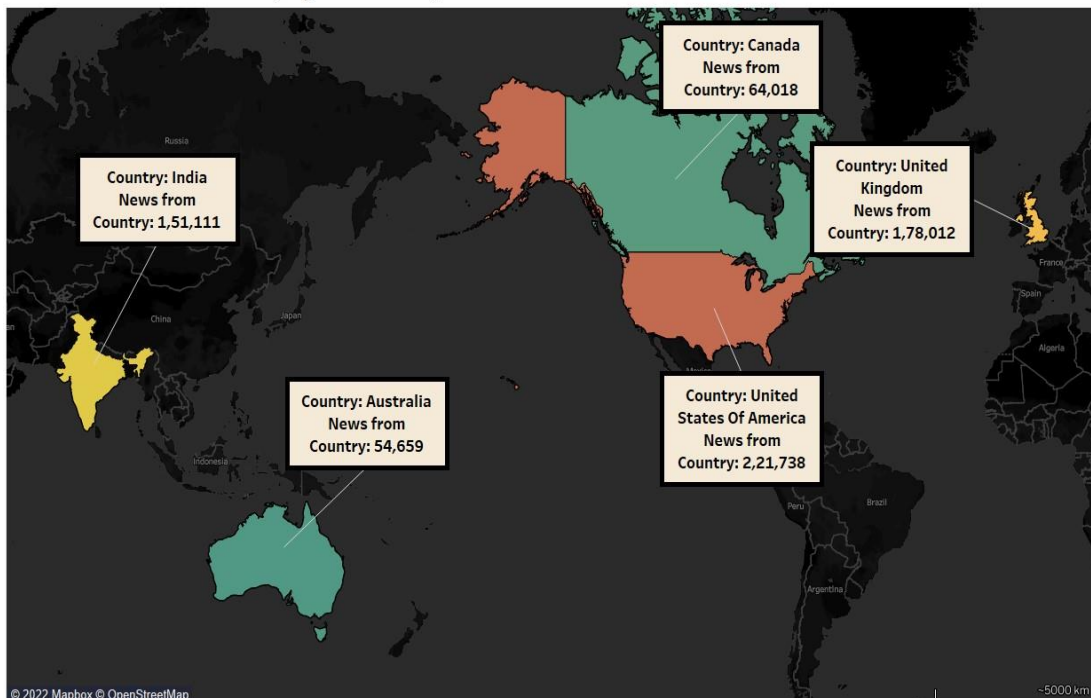 Country: Canada
News from
Country: 64,018
Russia
Country: India
News from
Country: 1,51,111
Country: United
Kingdom
News from
Country: 1,78,012
France
Spain
China
Japan
Algeria
Mexico
Country: Australia
News from
Country: 54,659
Country: United
States Of America
News from
Country: 2,21,738
Indonesia
Peru
Brazil
Argentina
© 2022 Mapbox © OpenStreetMap
~5000 km